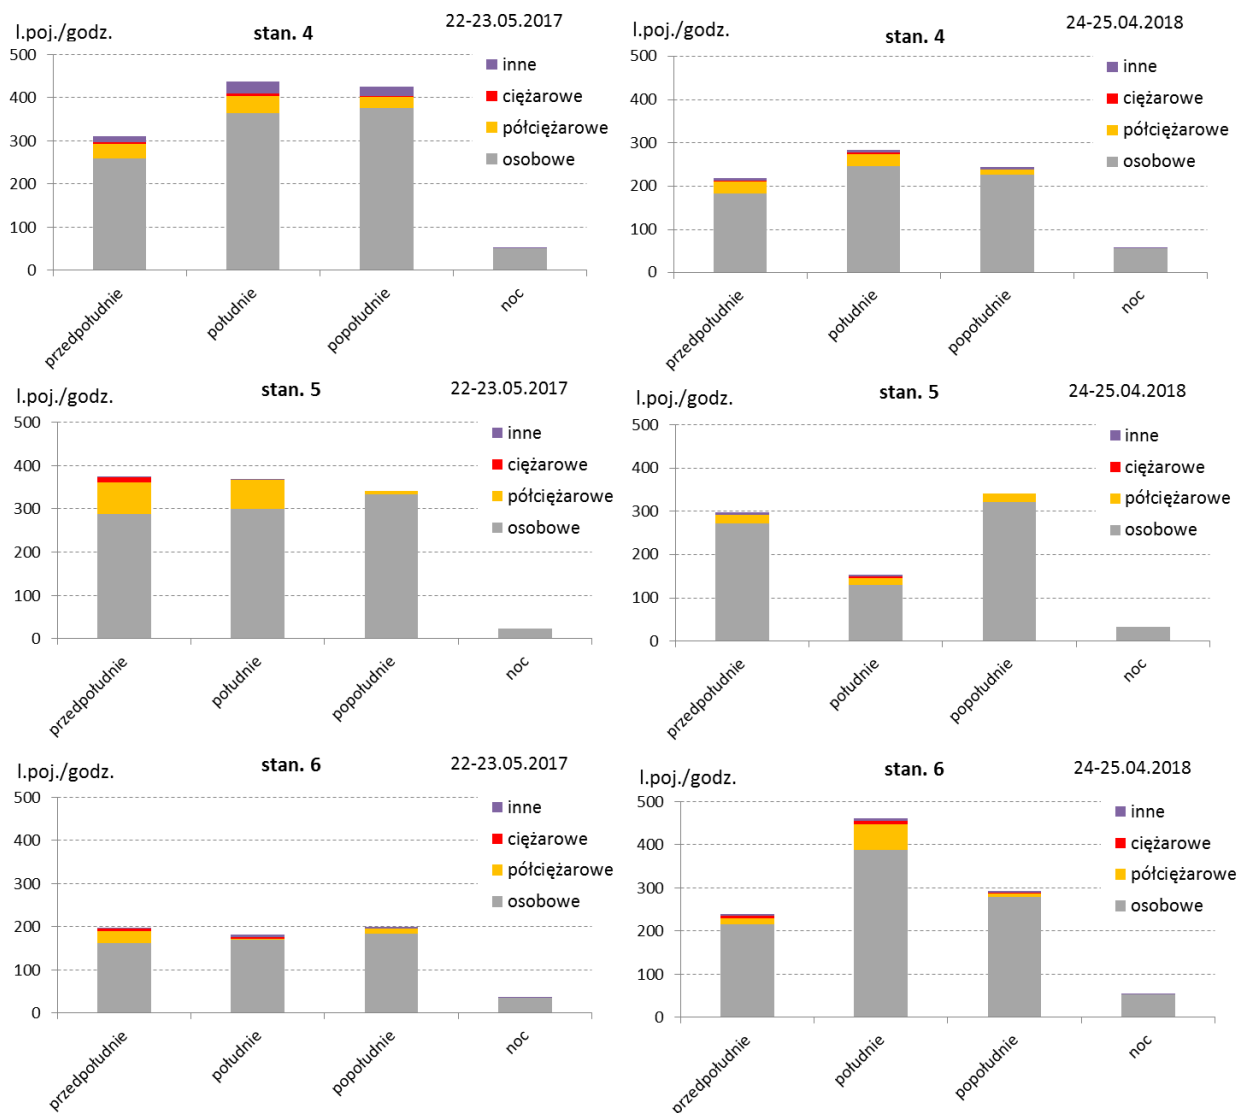 l.poj./godz.
stan. 4
22-23.05.2017
500
400
300
200
100
0
inne
ciężarowe
półciężarowe
osobowe
przedpołudnie
południe
popołudnie
noc
l.poj./godz.
stan. 4
24-25.04.2018
500
400
300
200
100
0
inne
ciężarowe
półciężarowe
osobowe
przedpołudnie
południe
popołudnie
noc
l.poj./godz.
stan. 5
22-23.05.2017
500
400
300
200
100
0
inne
ciężarowe
półciężarowe
osobowe
przedpołudnie
południe
popołudnie
noc
l.poj./godz.
stan. 5
24-25.04.2018
500
400
300
200
100
0
inne
ciężarowe
półciężarowe
osobowe
przedpołudnie
południe
popołudnie
noc
l.poj./godz.
stan. 6
22-23.05.2017
500
400
300
200
100
0
inne
ciężarowe
półciężarowe
osobowe
przedpołudnie
południe
popołudnie
noc
l.poj./godz.
stan. 6
24-25.04.2018
500
400
300
200
100
0
inne
ciężarowe
półciężarowe
osobowe
przedpołudnie
południe
popołudnie
noc